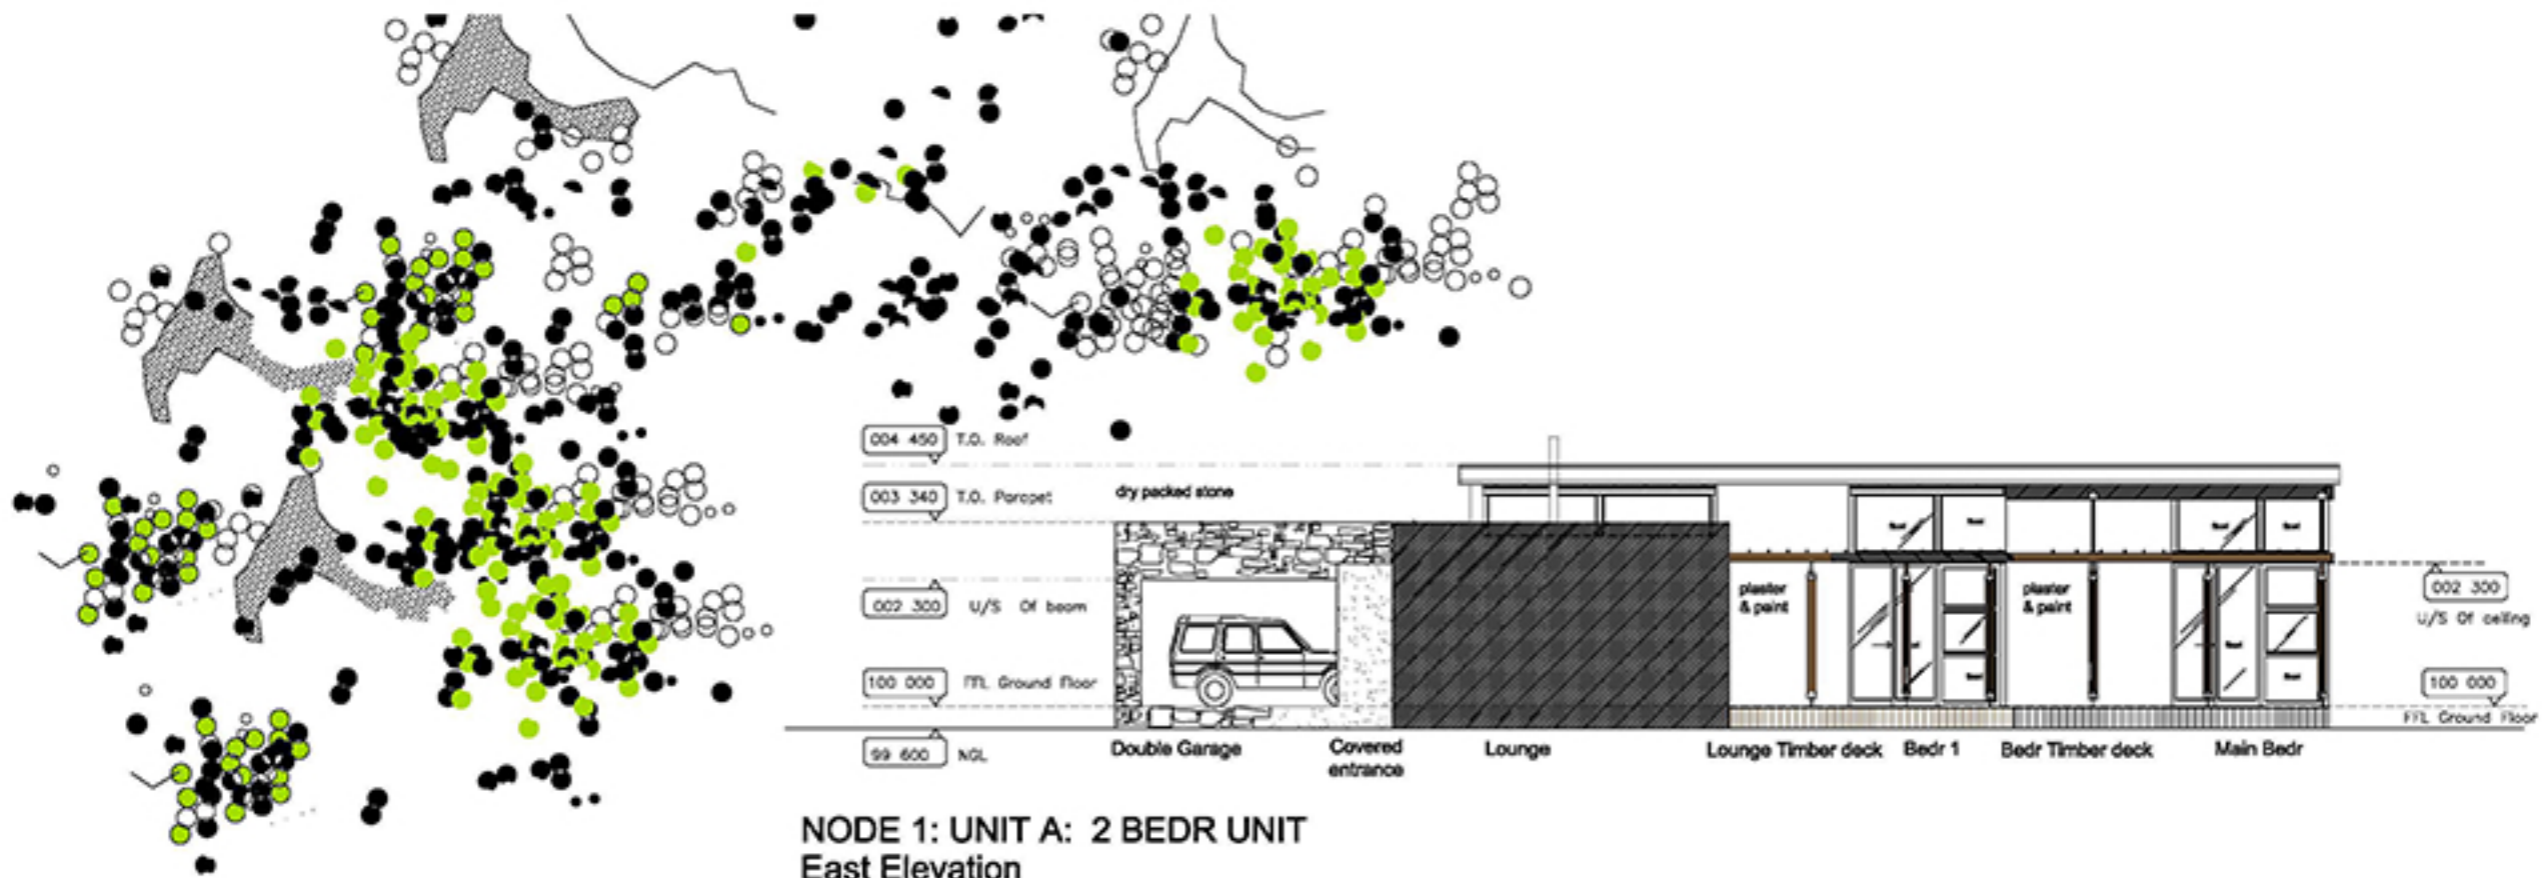 004 450 T.O. Roof
003 340 T.O. Parapet
dry packed stone
002 300 U/S Of beam
100 000 FFL Ground Floor
99 600 NGL
plaster
& paint
plaster
& paint
002 300
U/S Of ceiling
100 000
FFL Ground Floor
Double Garage
Covered
entrance
Lounge
Lounge Timber deck
Bedr 1
Bedr Timber deck
Main Bedr
NODE 1: UNIT A: 2 BEDR UNIT
East Elevation